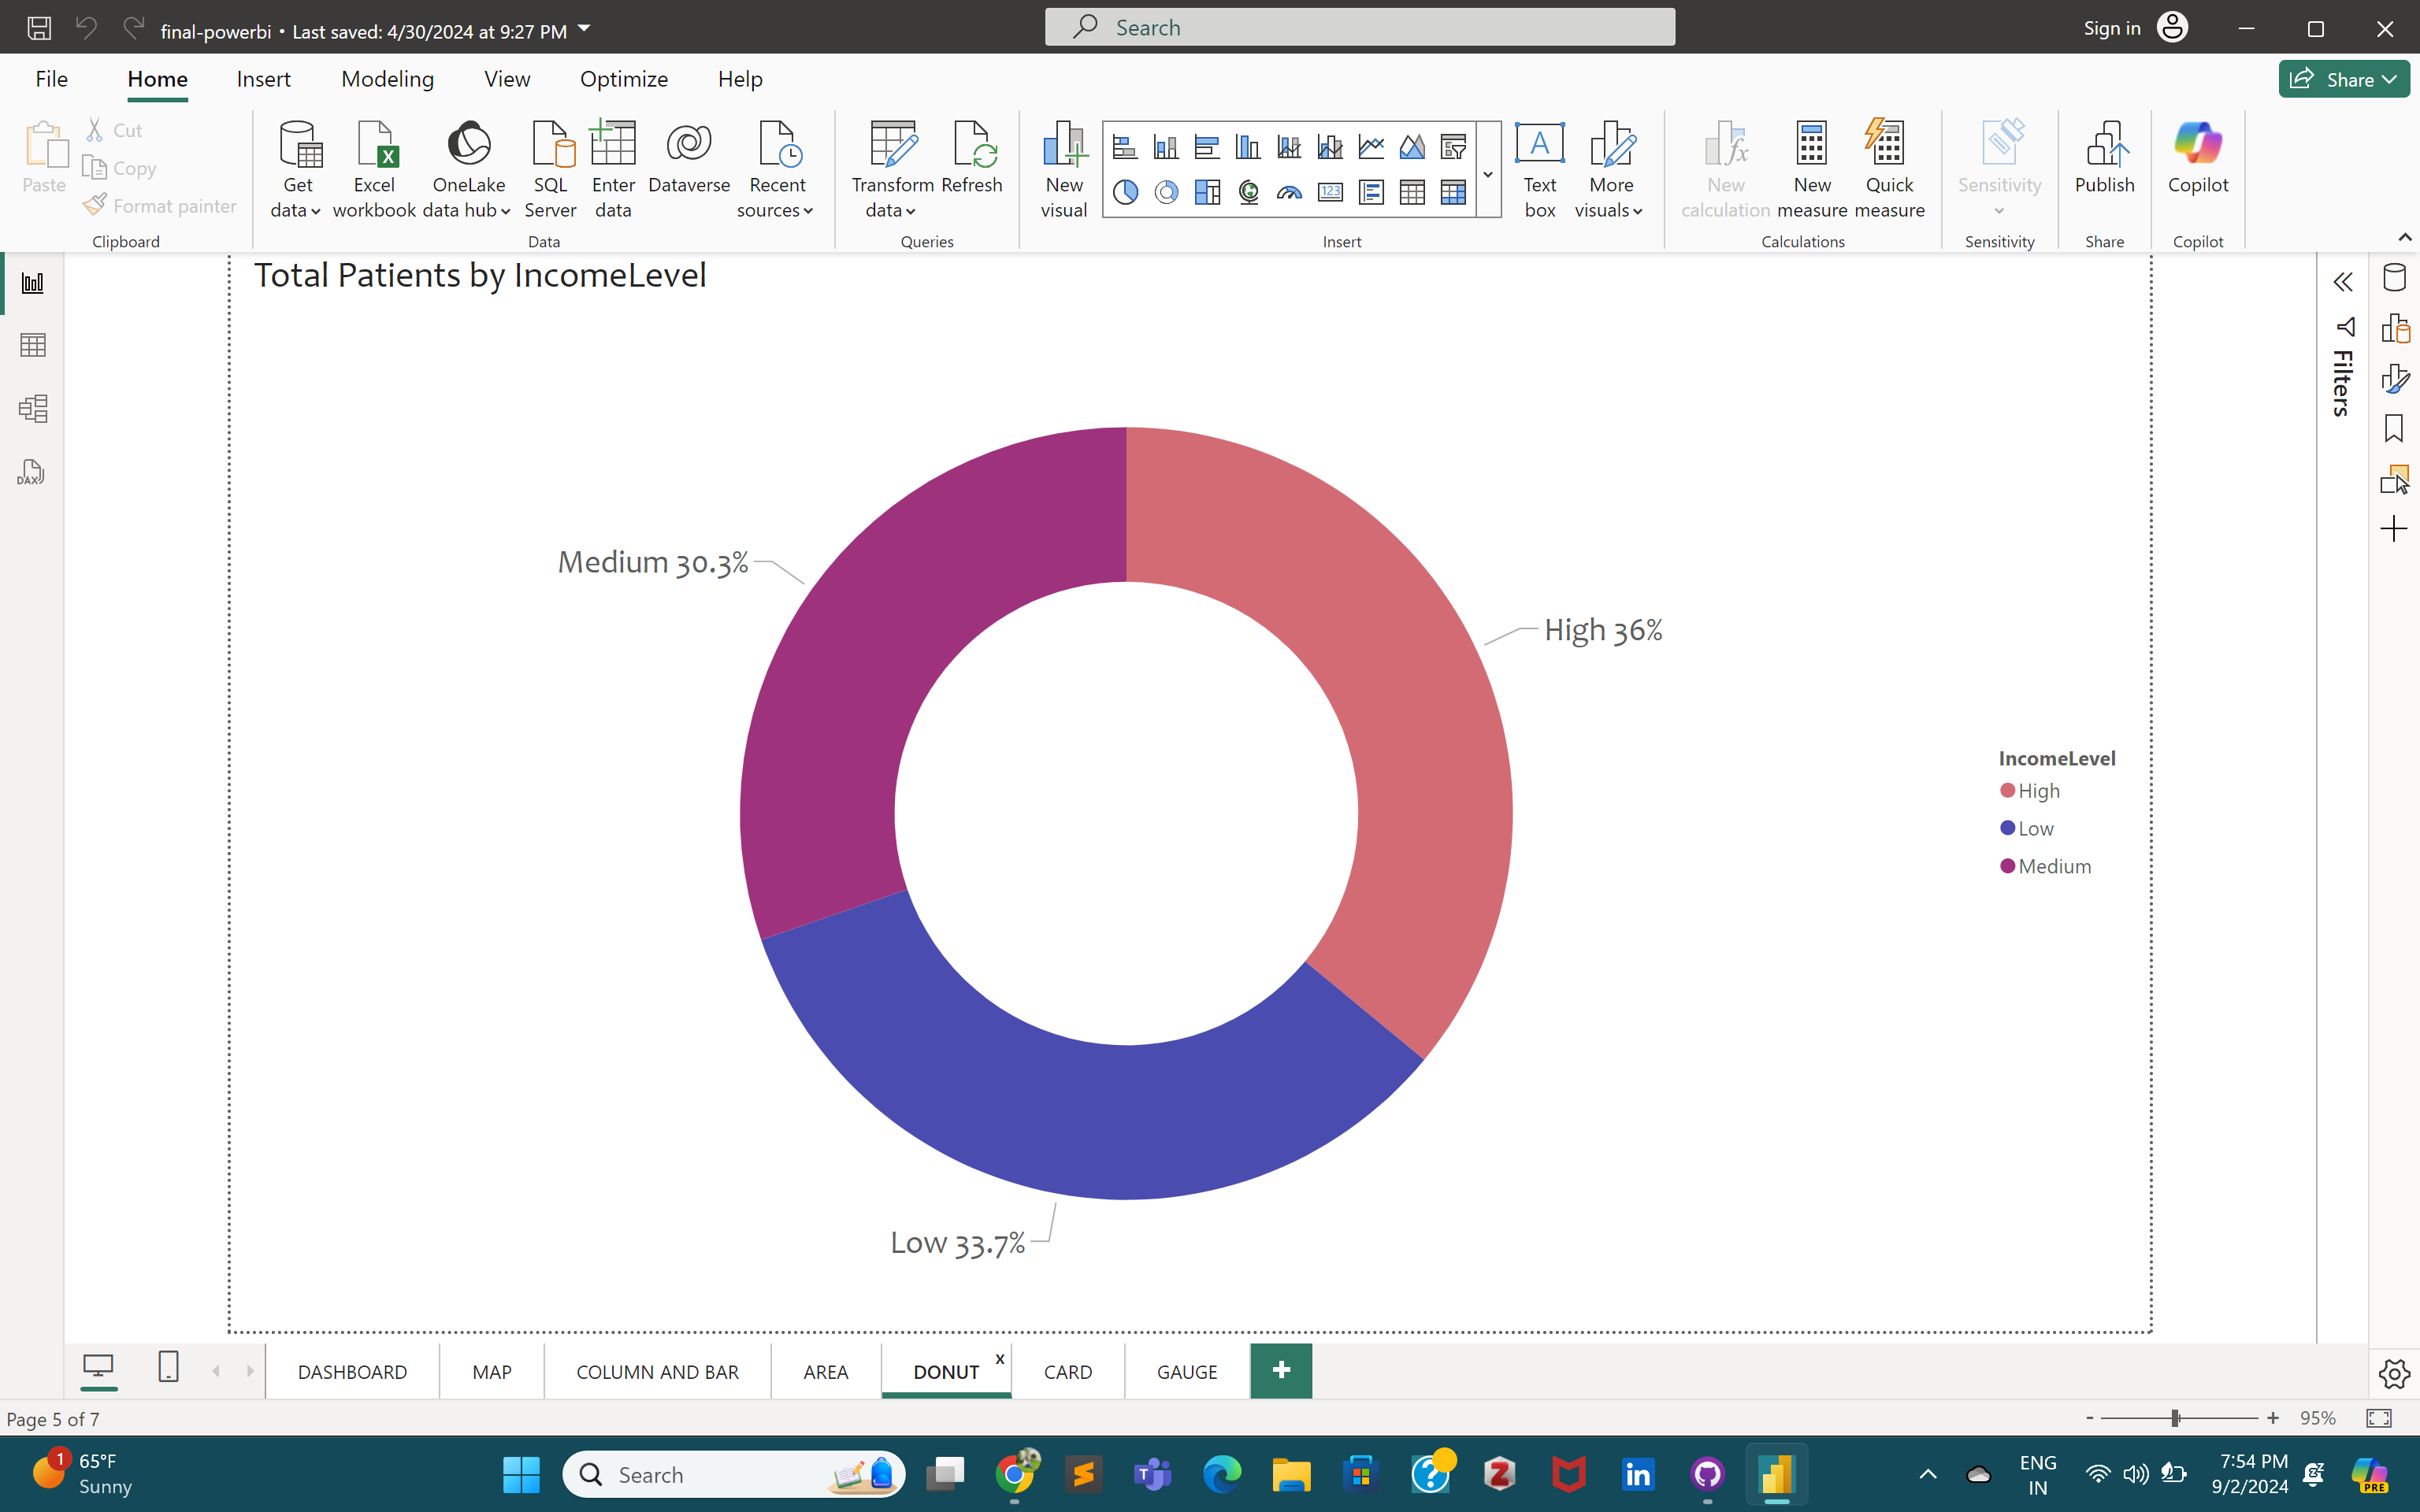 final-powerbi • Last saved: 4/30/2024 at 9:27 PM
Search
Sign in
File Home Insert Modeling View Optimize Help
Share
Paste
Cut
Copy
Format painter
Clipboard
Get data
Excel workbook
OneLake data hub
SQL Server
Enter data
Dataverse
Recent sources
Data
Transform data
Refresh
Queries
New visual
123
Text box
A
More visuals
Insert
New calculation
New measure
Quick measure
Calculations
Sensitivity
Sensitivity
Publish
Share
Copilot
Copilot
DAX
Total Patients by IncomeLevel
Medium 30.3%
High 36%
Low 33.7%
IncomeLevel
High
Low
Medium
Filters
DASHBOARD MAP COLUMN AND BAR AREA DONUT x CARD GAUGE +
Page 5 of 7
- + 95%
1
65°F
Sunny
Search
ENG
IN
7:54 PM
9/2/2024
PRE